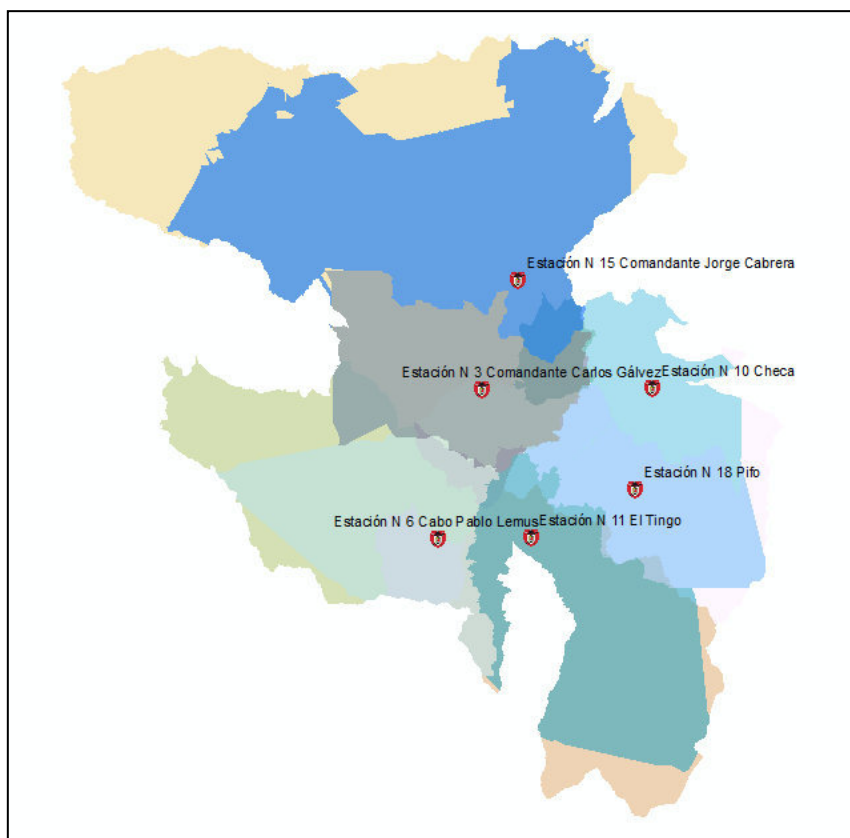 Estación N 15 Comandante Jorge Cabrera
Estación N 3 Comandante Carlos Gálvez
Estación N 10 Checa
Estación N 18 Pifo
Estación N 6 Cabo Pablo Lemus
Estación N 11 El Tingo